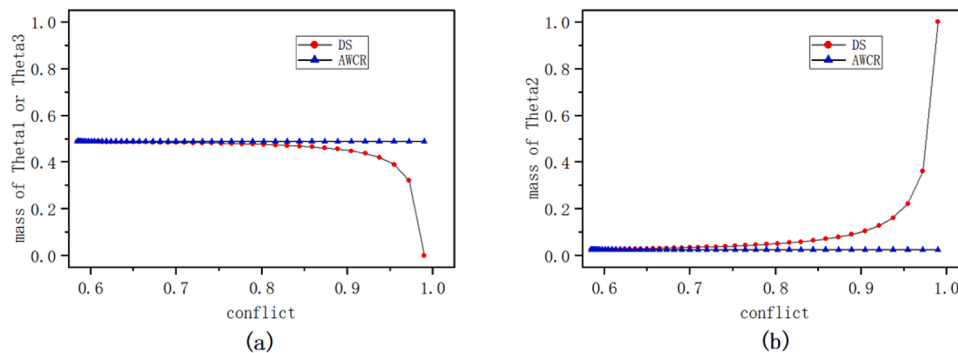 mass of Theta1 or Theta3
1.0
0.8
0.6
0.4
0.2
0.0
DS
AWCR
0.6 0.7 0.8 0.9 1.0
conflict
(a)
mass of Theta2
1.0
0.8
0.6
0.4
0.2
0.0
DS
AWCR
0.6 0.7 0.8 0.9 1.0
conflict
(b)